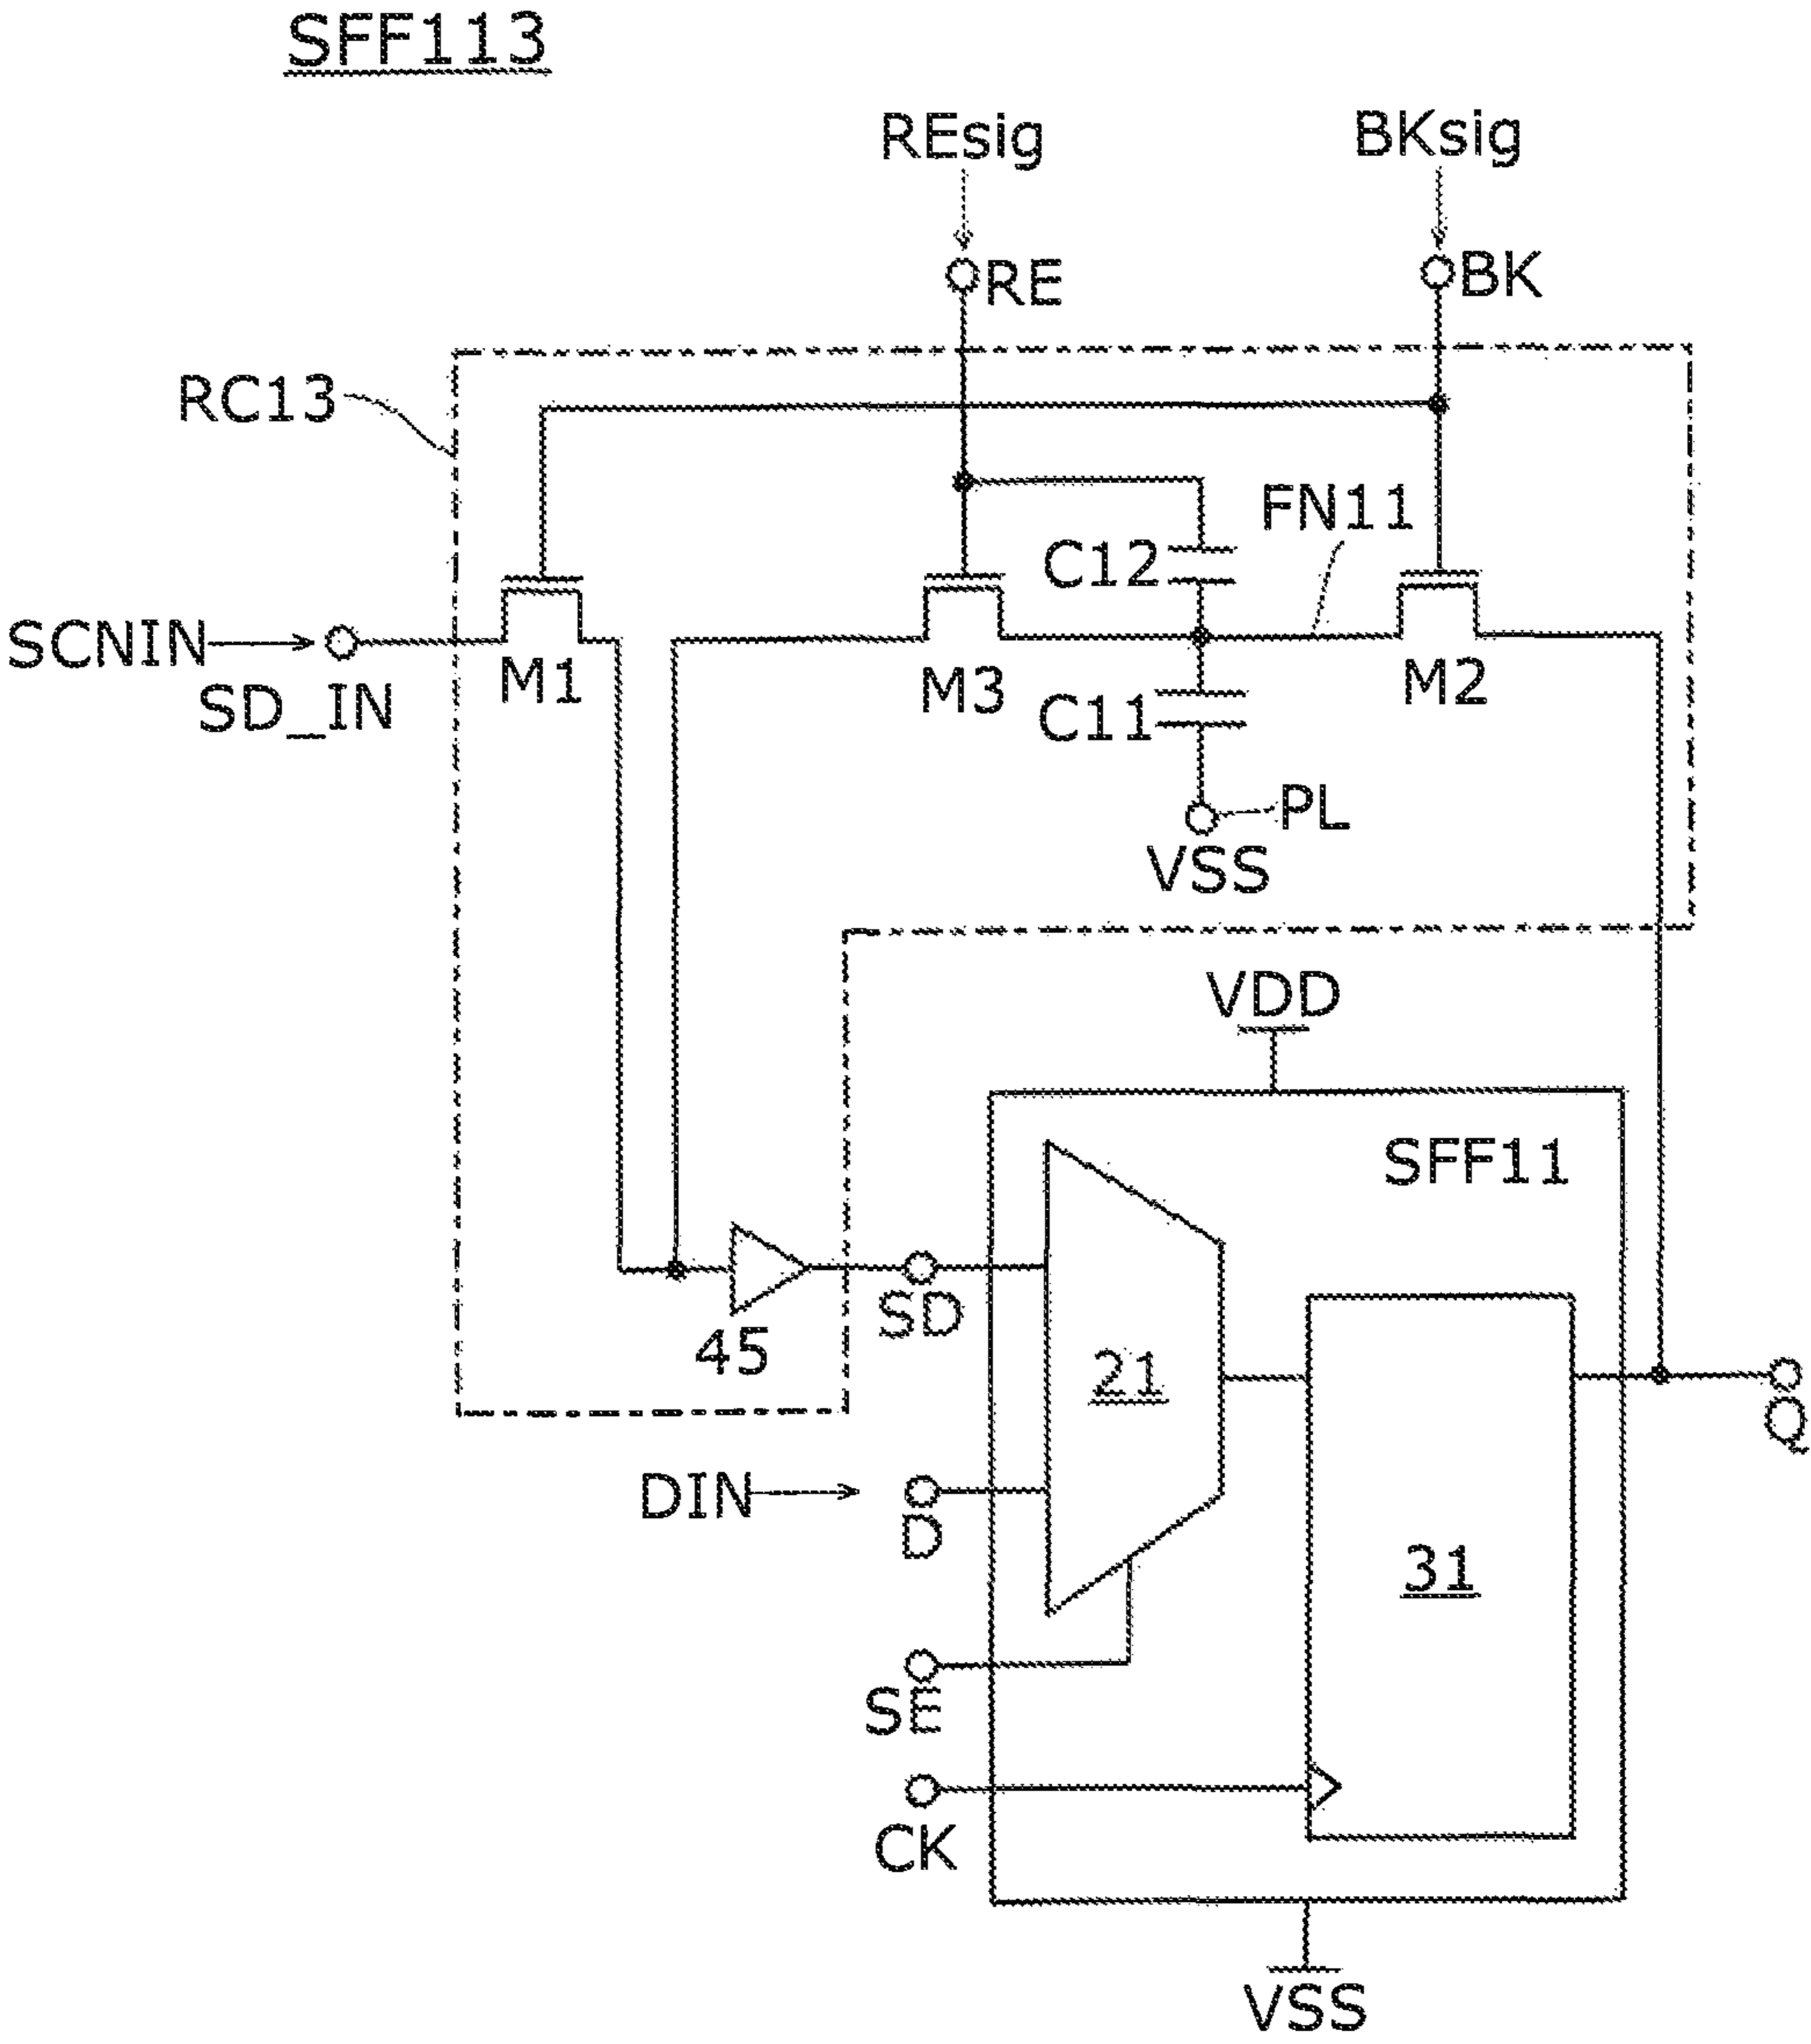 SFF113
REsig
BKsig
RE
BK
RC13
FN11
C12
SCNIN
SD_IN
M1
M3
M2
C11
PL
VSS
VDD
SFF11
45
SD
21
Q
DIN
D
31
SE
CK
VSS